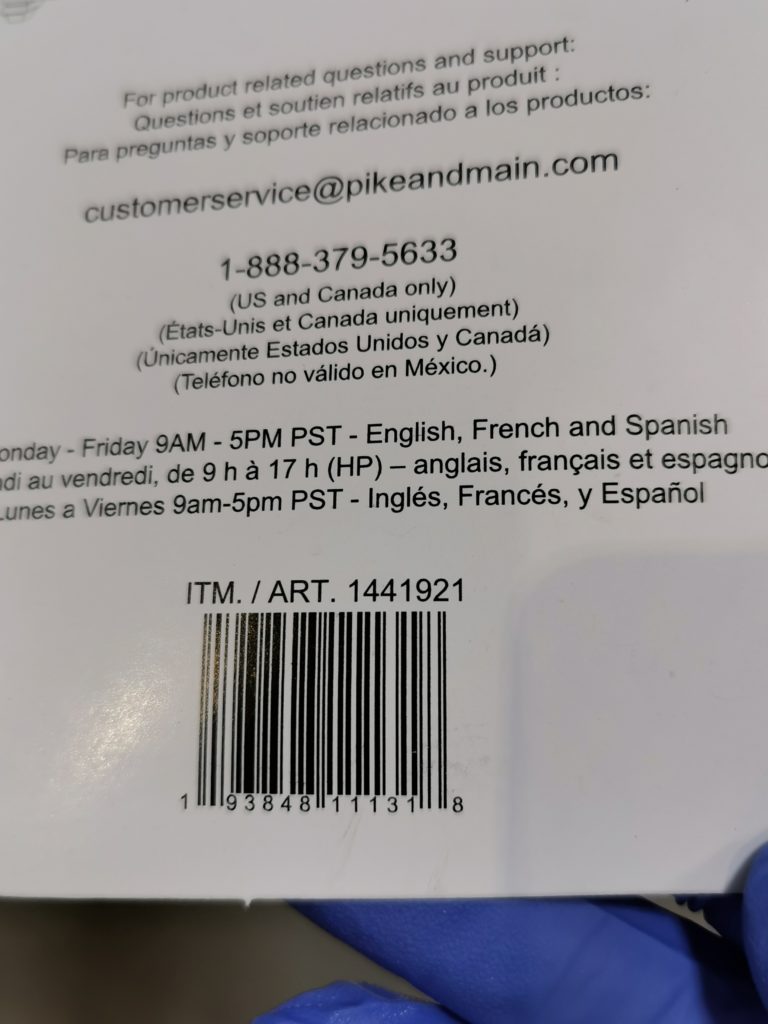 For product related questions and support:
Questions et soutien relatifs au produit :
Para preguntas y soporte relacionado a los productos:
customerservice@pikeandmain.com
1-888-379-5633
(US and Canada only)
(États-Unis et Canada uniquement)
(Únicamente Estados Unidos y Canadá)
(Teléfono no válido en México.)
onday - Friday 9AM - 5PM PST - English, French and Spanish
ndi au vendredi, de 9 h à 17 h (HP) – anglais, français et espagno
Lunes a Viernes 9am-5pm PST - Inglés, Francés, y Español
ITM. / ART. 1441921
1 93848 11131 8